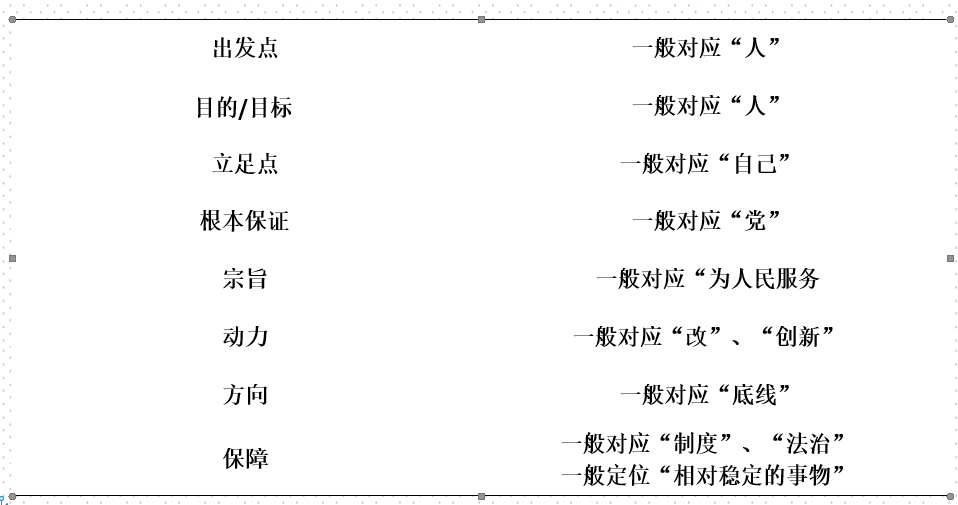 出发点 一般对应“人”
目的/目标 一般对应“人”
立足点 一般对应“自己”
根本保证 一般对应“党”
宗旨 一般对应“为人民服务
动力 一般对应“改”、“创新”
方向 一般对应“底线”
保障 一般对应“制度”、“法治”
一般定位“相对稳定的事物”